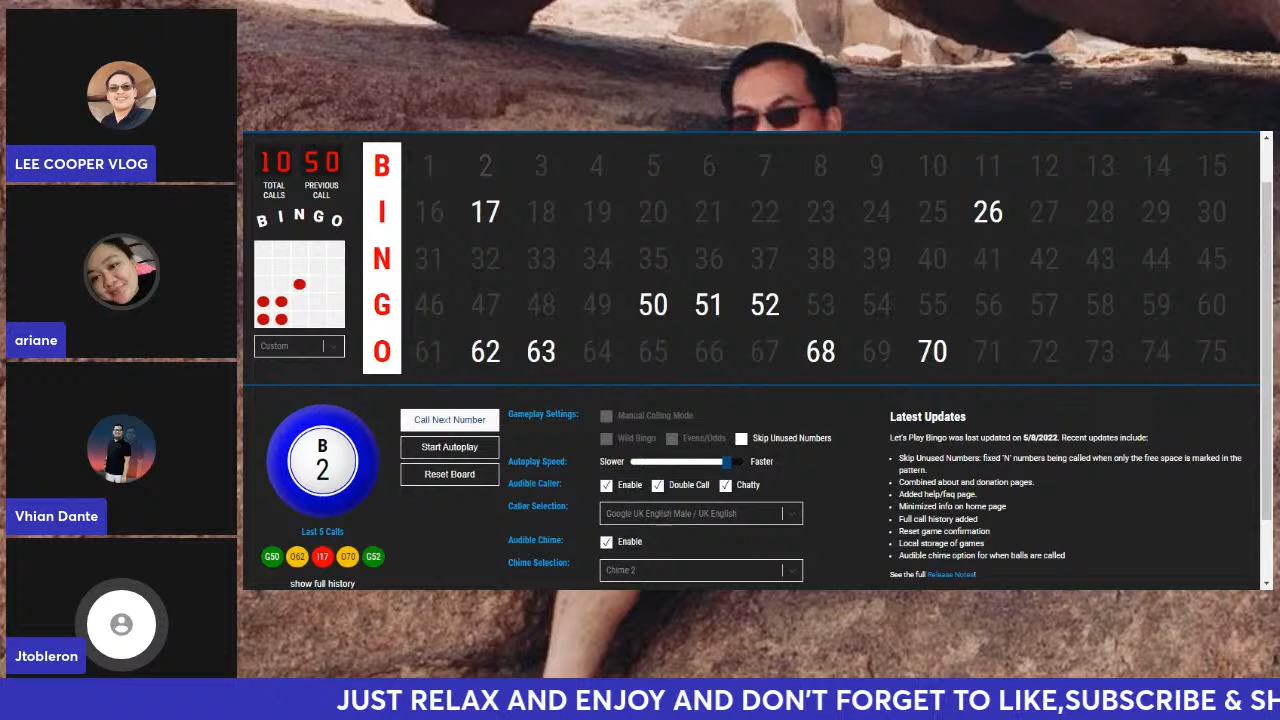 LEE COOPER VLOG
ariane
Vhian Dante
Jtobleron
10 50
TOTAL CALLS PREVIOUS CALL
BINGO
Custom
B 1 2 3 4 5 6 7 8 9 10 11 12 13 14 15
I 16 17 18 19 20 21 22 23 24 25 26 27 28 29 30
N 31 32 33 34 35 36 37 38 39 40 41 42 43 44 45
G 46 47 48 49 50 51 52 53 54 55 56 57 58 59 60
O 61 62 63 64 65 66 67 68 69 70 71 72 73 74 75
B
2
Last 5 Calls
G50 O62 I17 O70 G52
show full history
Call Next Number
Start Autoplay
Reset Board
Gameplay Settings: Manual Calling Mode
Wild Bingo Evens/Odds Skip Unused Numbers
Autoplay Speed: Slower Faster
Audible Caller: Enable Double Call Chatty
Caller Selection: Google UK English Male / UK English
Audible Chime: Enable
Chime Selection: Chime 2
Latest Updates
Let's Play Bingo was last updated on 5/8/2022. Recent updates include:
Skip Unused Numbers: fixed 'N' numbers being called when only the free space is marked in the
pattern.
Combined about and donation pages.
Added help/faq page.
Minimized info on home page
Full call history added
Reset game confirmation
Local storage of games
Audible chime option for when balls are called
See the full Release Notes!
JUST RELAX AND ENJOY AND DON'T FORGET TO LIKE,SUBSCRIBE & SH